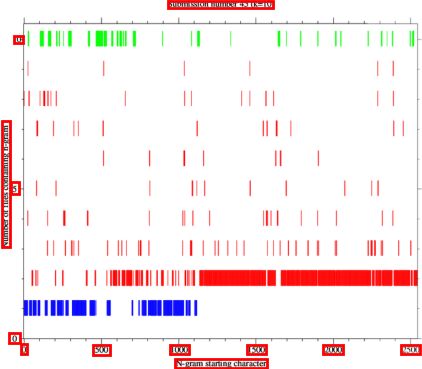 submission number 45 (k=10)
10
Number of files containing n-gram
5
0
0 500 1000 1500 2000 2500
N-gram starting character